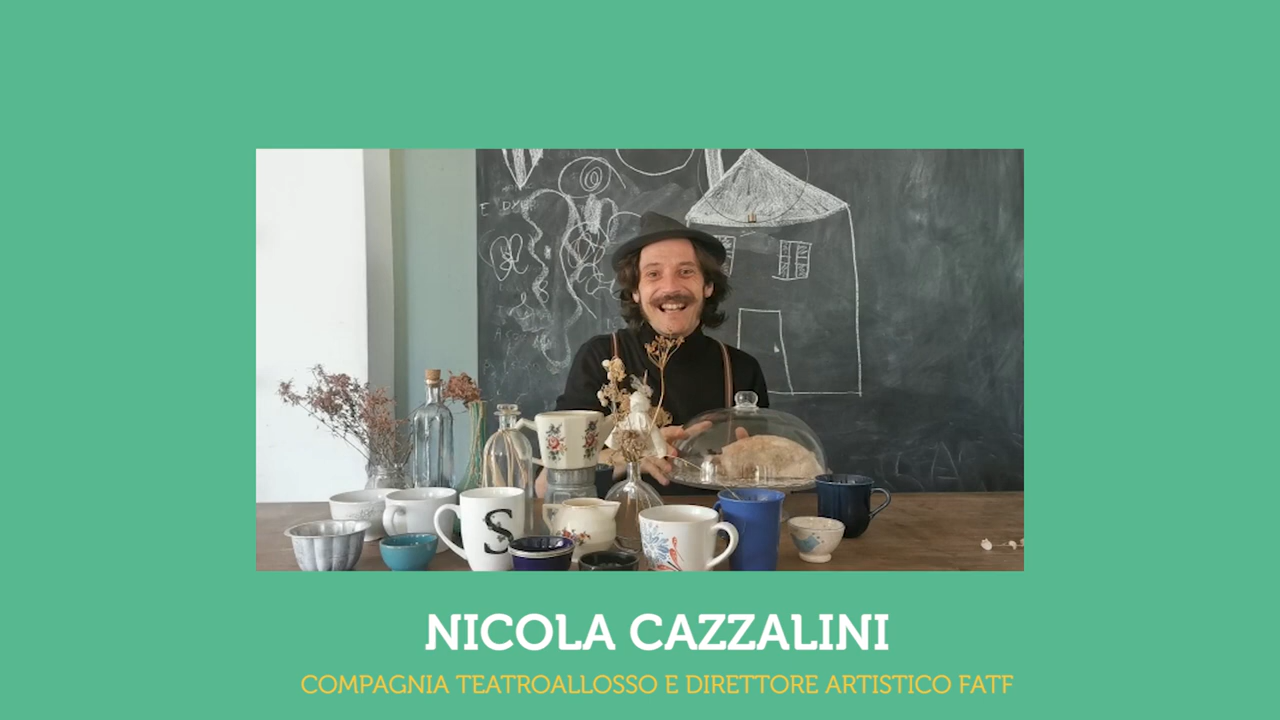 S
NICOLA CAZZALINI
COMPAGNIA TEATROALLOSSO E DIRETTORE ARTISTICO FATF